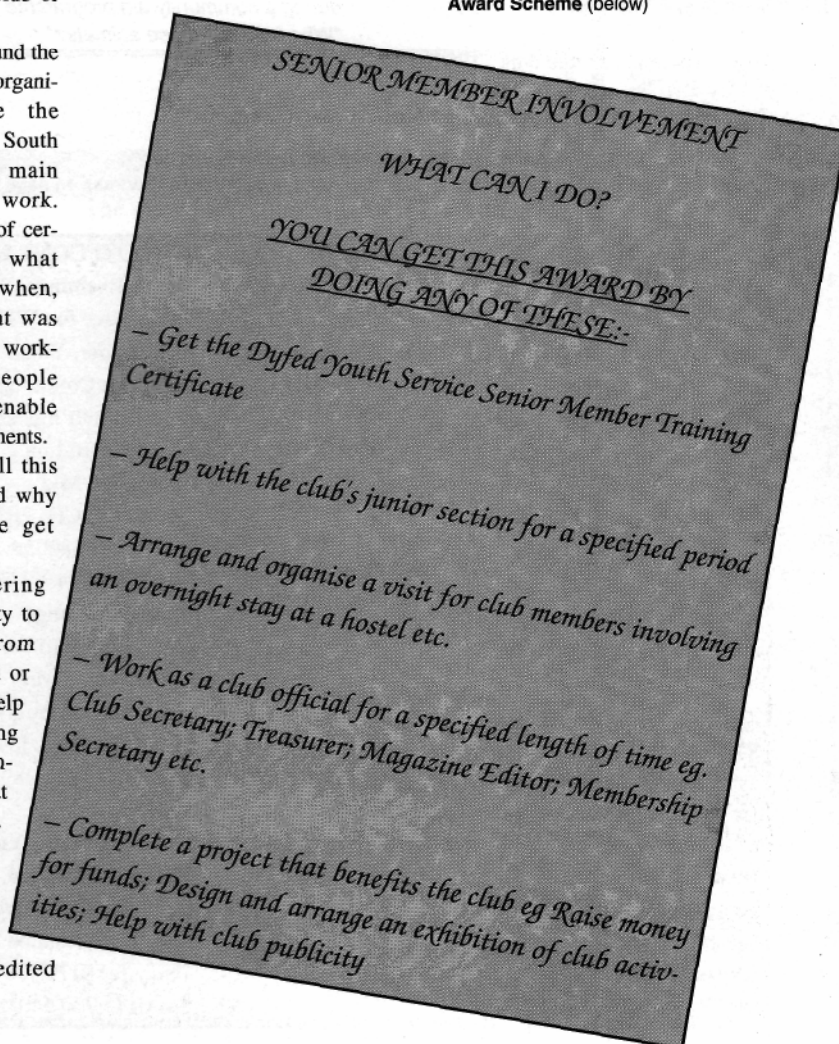 Award Scheme (below)
und the
organi-
the
South
main
work.
of cer-
what
when,
nt was
work-
eople
enable
nents.
ll this
d why
e get
ering
ty to
rom
or
elp
ng
n-
at
edited
SENIOR MEMBER INVOLVEMENT
WHAT CAN I DO?
YOU CAN GET THIS AWARD BY
DOING ANY OF THESE:-
– Get the Dyfed Youth Service Senior Member Training
Certificate
– Help with the club's junior section for a specified period
– Arrange and organise a visit for club members involving
an overnight stay at a hostel etc.
– Work as a club official for a specified length of time eg.
Club Secretary; Treasurer; Magazine Editor; Membership
Secretary etc.
– Complete a project that benefits the club eg Raise money
for funds; Design and arrange an exhibition of club activ-
ities; Help with club publicity